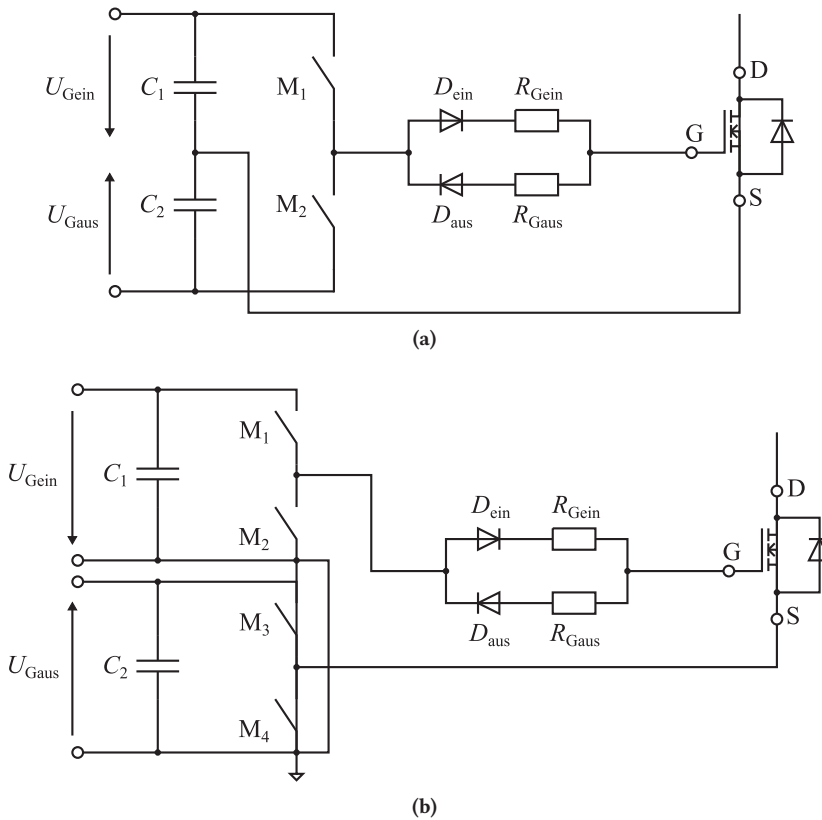 U_Gein
C_1
M_1
D_ein
R_Gein
D
G
U_Gaus
C_2
M_2
D_aus
R_Gaus
S
(a)
U_Gein
C_1
M_1
M_2
D_ein
R_Gein
D
G
U_Gaus
C_2
M_3
D_aus
R_Gaus
S
M_4
(b)